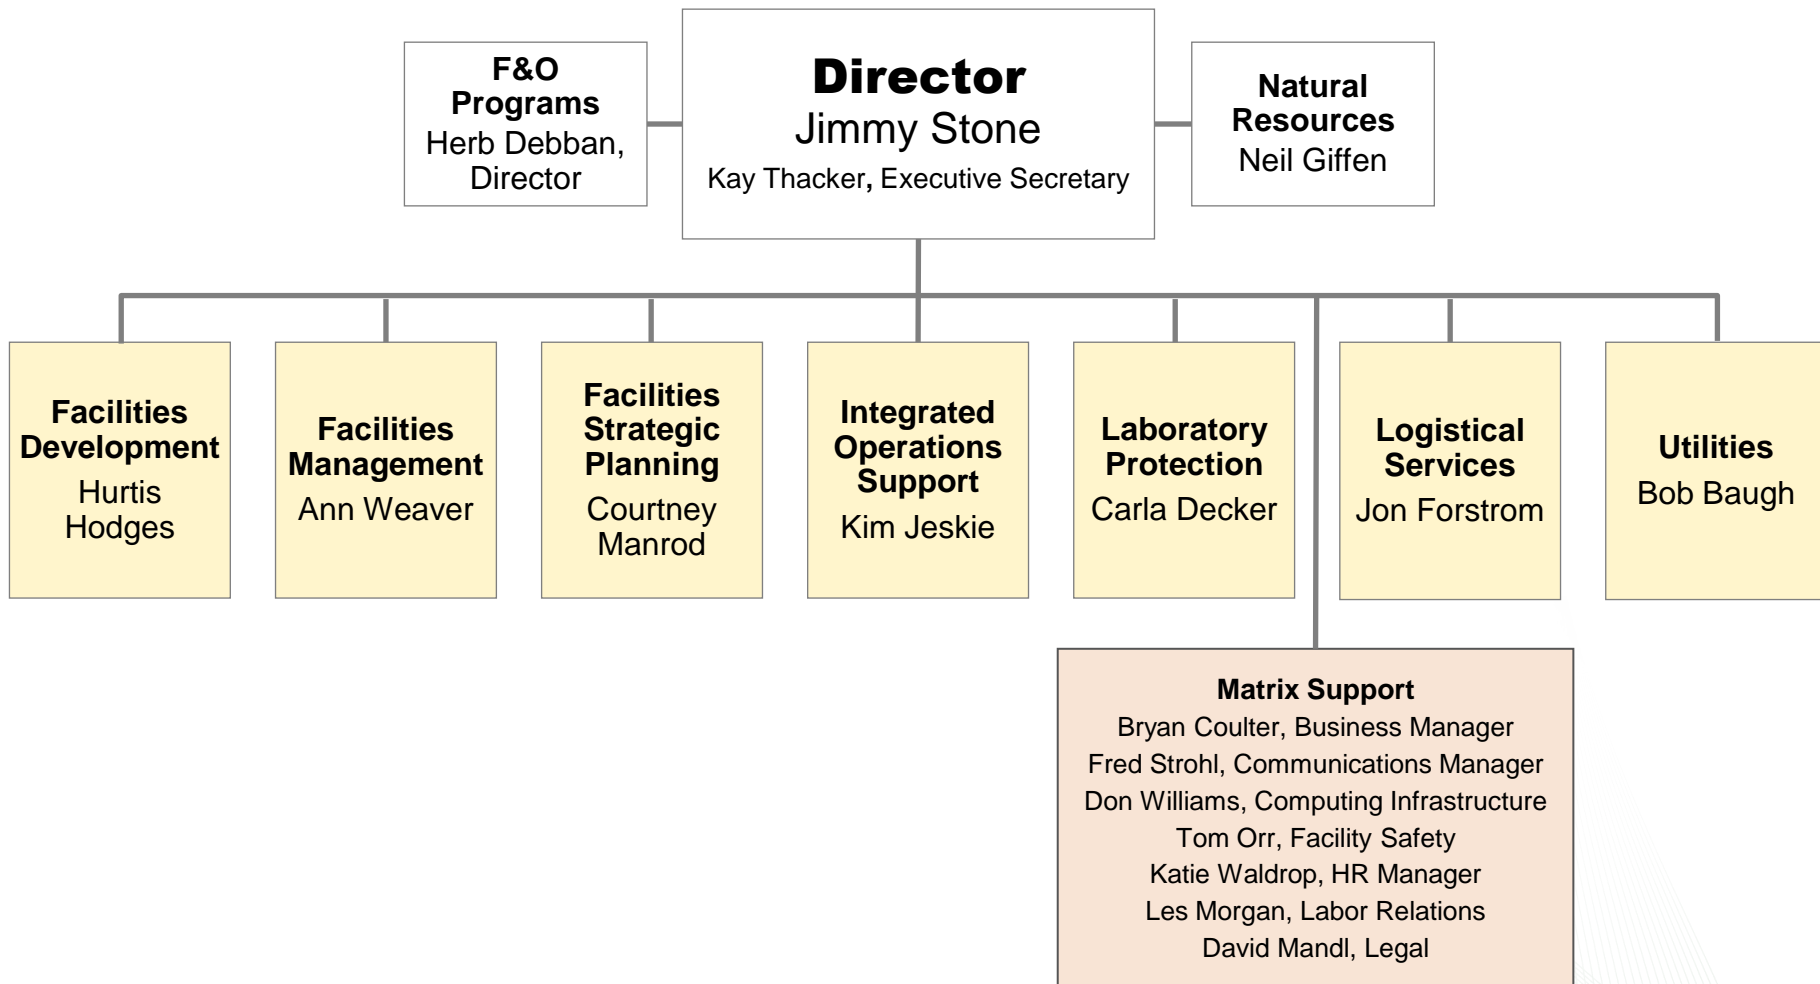 F&O
Programs
Herb Debban,
Director
Director
Jimmy Stone
Kay Thacker, Executive Secretary
Natural
Resources
Neil Giffen
Facilities
Development
Hurtis
Hodges
Facilities
Management
Ann Weaver
Facilities
Strategic
Planning
Courtney
Manrod
Integrated
Operations
Support
Kim Jeskie
Laboratory
Protection
Carla Decker
Logistical
Services
Jon Forstrom
Utilities
Bob Baugh
Matrix Support
Bryan Coulter, Business Manager
Fred Strohl, Communications Manager
Don Williams, Computing Infrastructure
Tom Orr, Facility Safety
Katie Waldrop, HR Manager
Les Morgan, Labor Relations
David Mandl, Legal